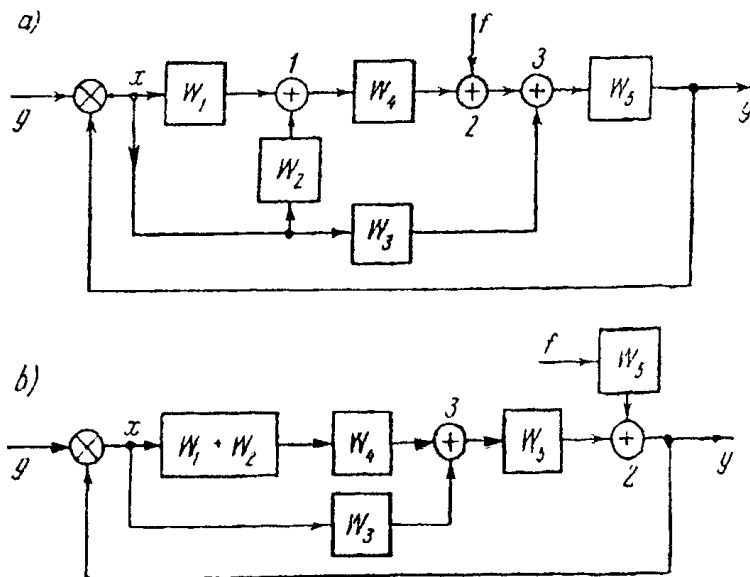 a)
f
x
1
3
W₁
+
W₄
+
+
W₅
g
2
y
W₂
W₃
b)
f
W₅
x
3
W₁ + W₂
W₄
+
W₅
+
g
2
y
W₃